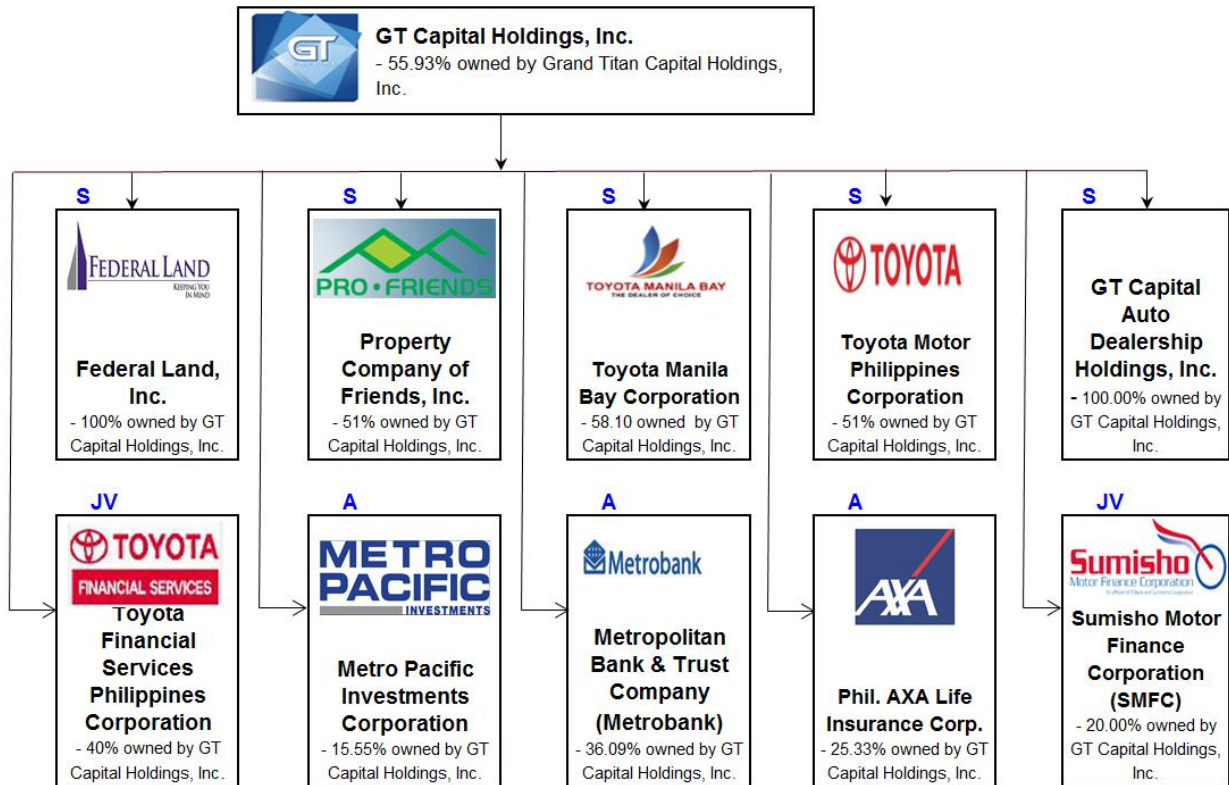 GT
GT Capital Holdings, Inc.
- 55.93% owned by Grand Titan Capital Holdings,
Inc.
S
FEDERAL LAND
KEEPING YOU
IN MIND
Federal Land,
Inc.
- 100% owned by GT
Capital Holdings, Inc.
S
PRO•FRIENDS
Property
Company of
Friends, Inc.
- 51% owned by GT
Capital Holdings, Inc.
S
TOYOTA MANILA BAY
THE DEALER OF CHOICE
Toyota Manila
Bay Corporation
- 58.10 owned by GT
Capital Holdings, Inc.
S
TOYOTA
Toyota Motor
Philippines
Corporation
- 51% owned by GT
Capital Holdings, Inc.
S
GT Capital
Auto
Dealership
Holdings, Inc.
- 100.00% owned by
GT Capital Holdings,
Inc.
JV
TOYOTA
FINANCIAL SERVICES
Toyota
Financial
Services
Philippines
Corporation
- 40% owned by GT
Capital Holdings, Inc.
A
METRO
PACIFIC
INVESTMENTS
Metro Pacific
Investments
Corporation
- 15.55% owned by GT
Capital Holdings, Inc.
A
Metrobank
Metropolitan
Bank & Trust
Company
(Metrobank)
- 36.09% owned by GT
Capital Holdings, Inc.
A
AXA
Phil. AXA Life
Insurance Corp.
- 25.33% owned by GT
Capital Holdings, Inc.
JV
Sumisho
Motor Finance Corporation
Sumisho Motor
Finance
Corporation
(SMFC)
- 20.00% owned by
GT Capital Holdings,
Inc.